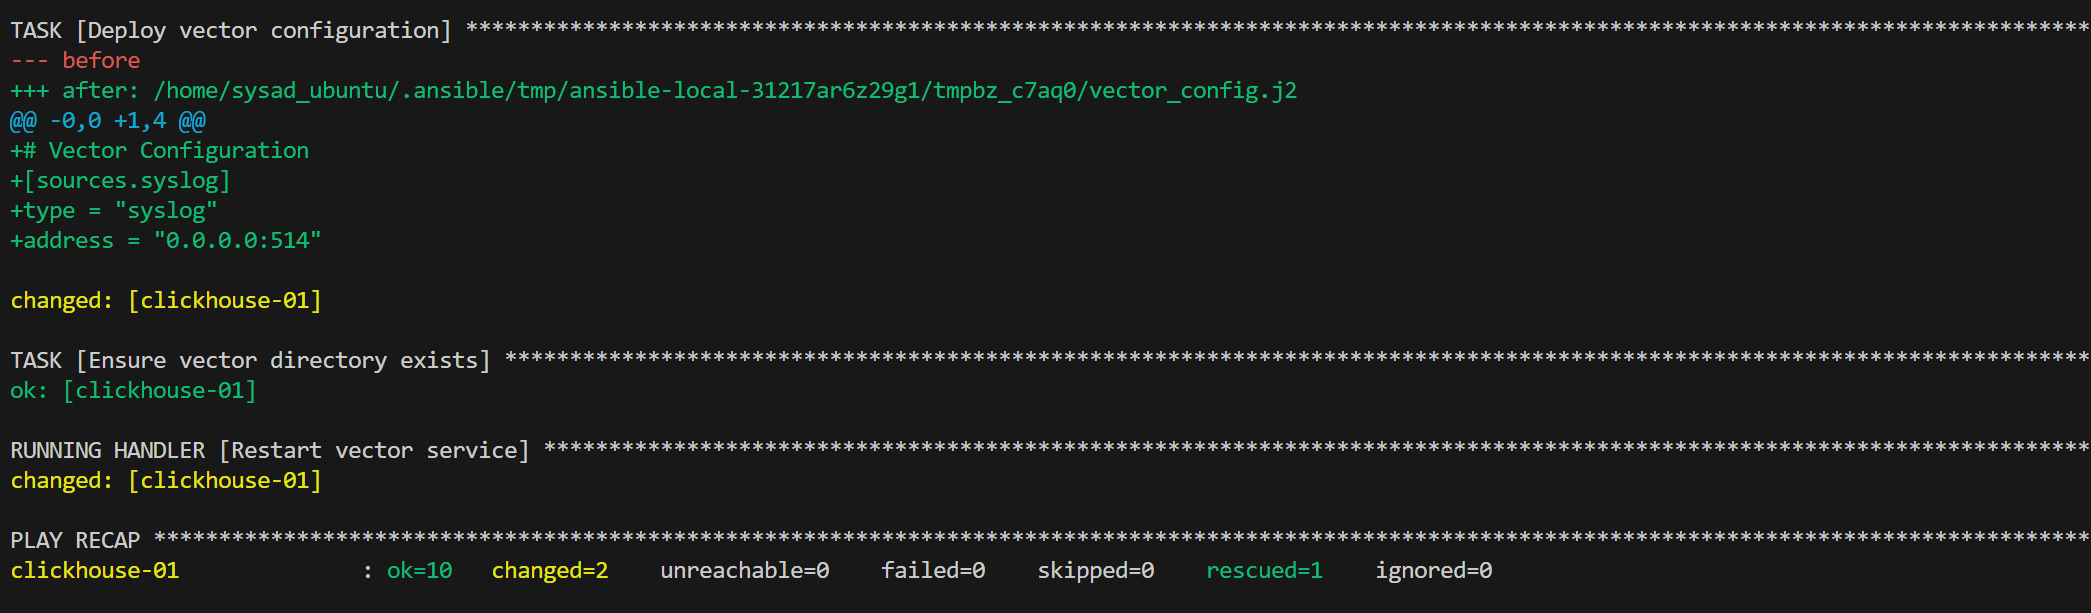 TASK [Deploy vector configuration] *****************************************************************************************************************************
--- before
+++ after: /home/sysad_ubuntu/.ansible/tmp/ansible-local-31217ar6z29g1/tmpbz_c7aq0/vector_config.j2
@@ -0,0 +1,4 @@
+# Vector Configuration
+[sources.syslog]
+type = "syslog"
+address = "0.0.0.0:514"
changed: [clickhouse-01]
TASK [Ensure vector directory exists] **************************************************************************************************************************
ok: [clickhouse-01]
RUNNING HANDLER [Restart vector service] ***********************************************************************************************************************
changed: [clickhouse-01]
PLAY RECAP *****************************************************************************************************************************************************
clickhouse-01              : ok=10   changed=2    unreachable=0    failed=0    skipped=0    rescued=1    ignored=0